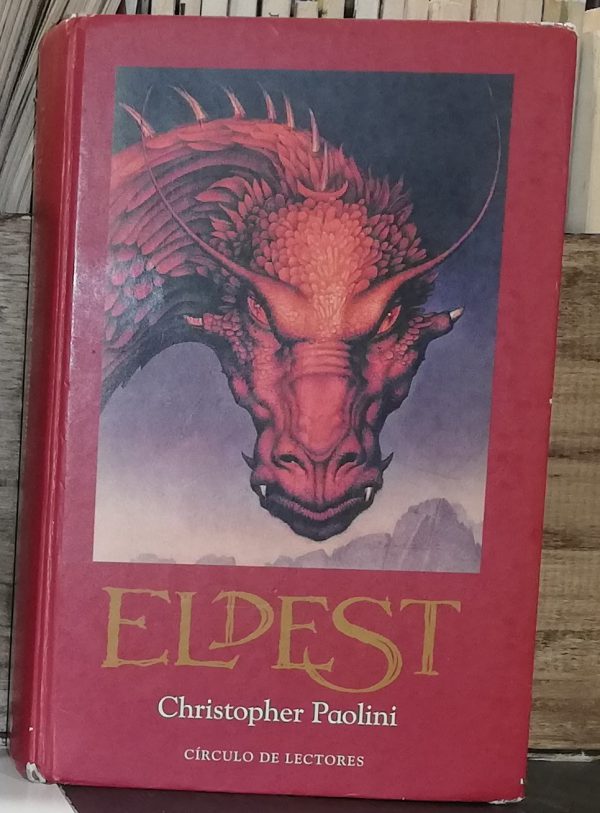 ELDEST
Christopher Paolini
CÍRCULO DE LECTORES